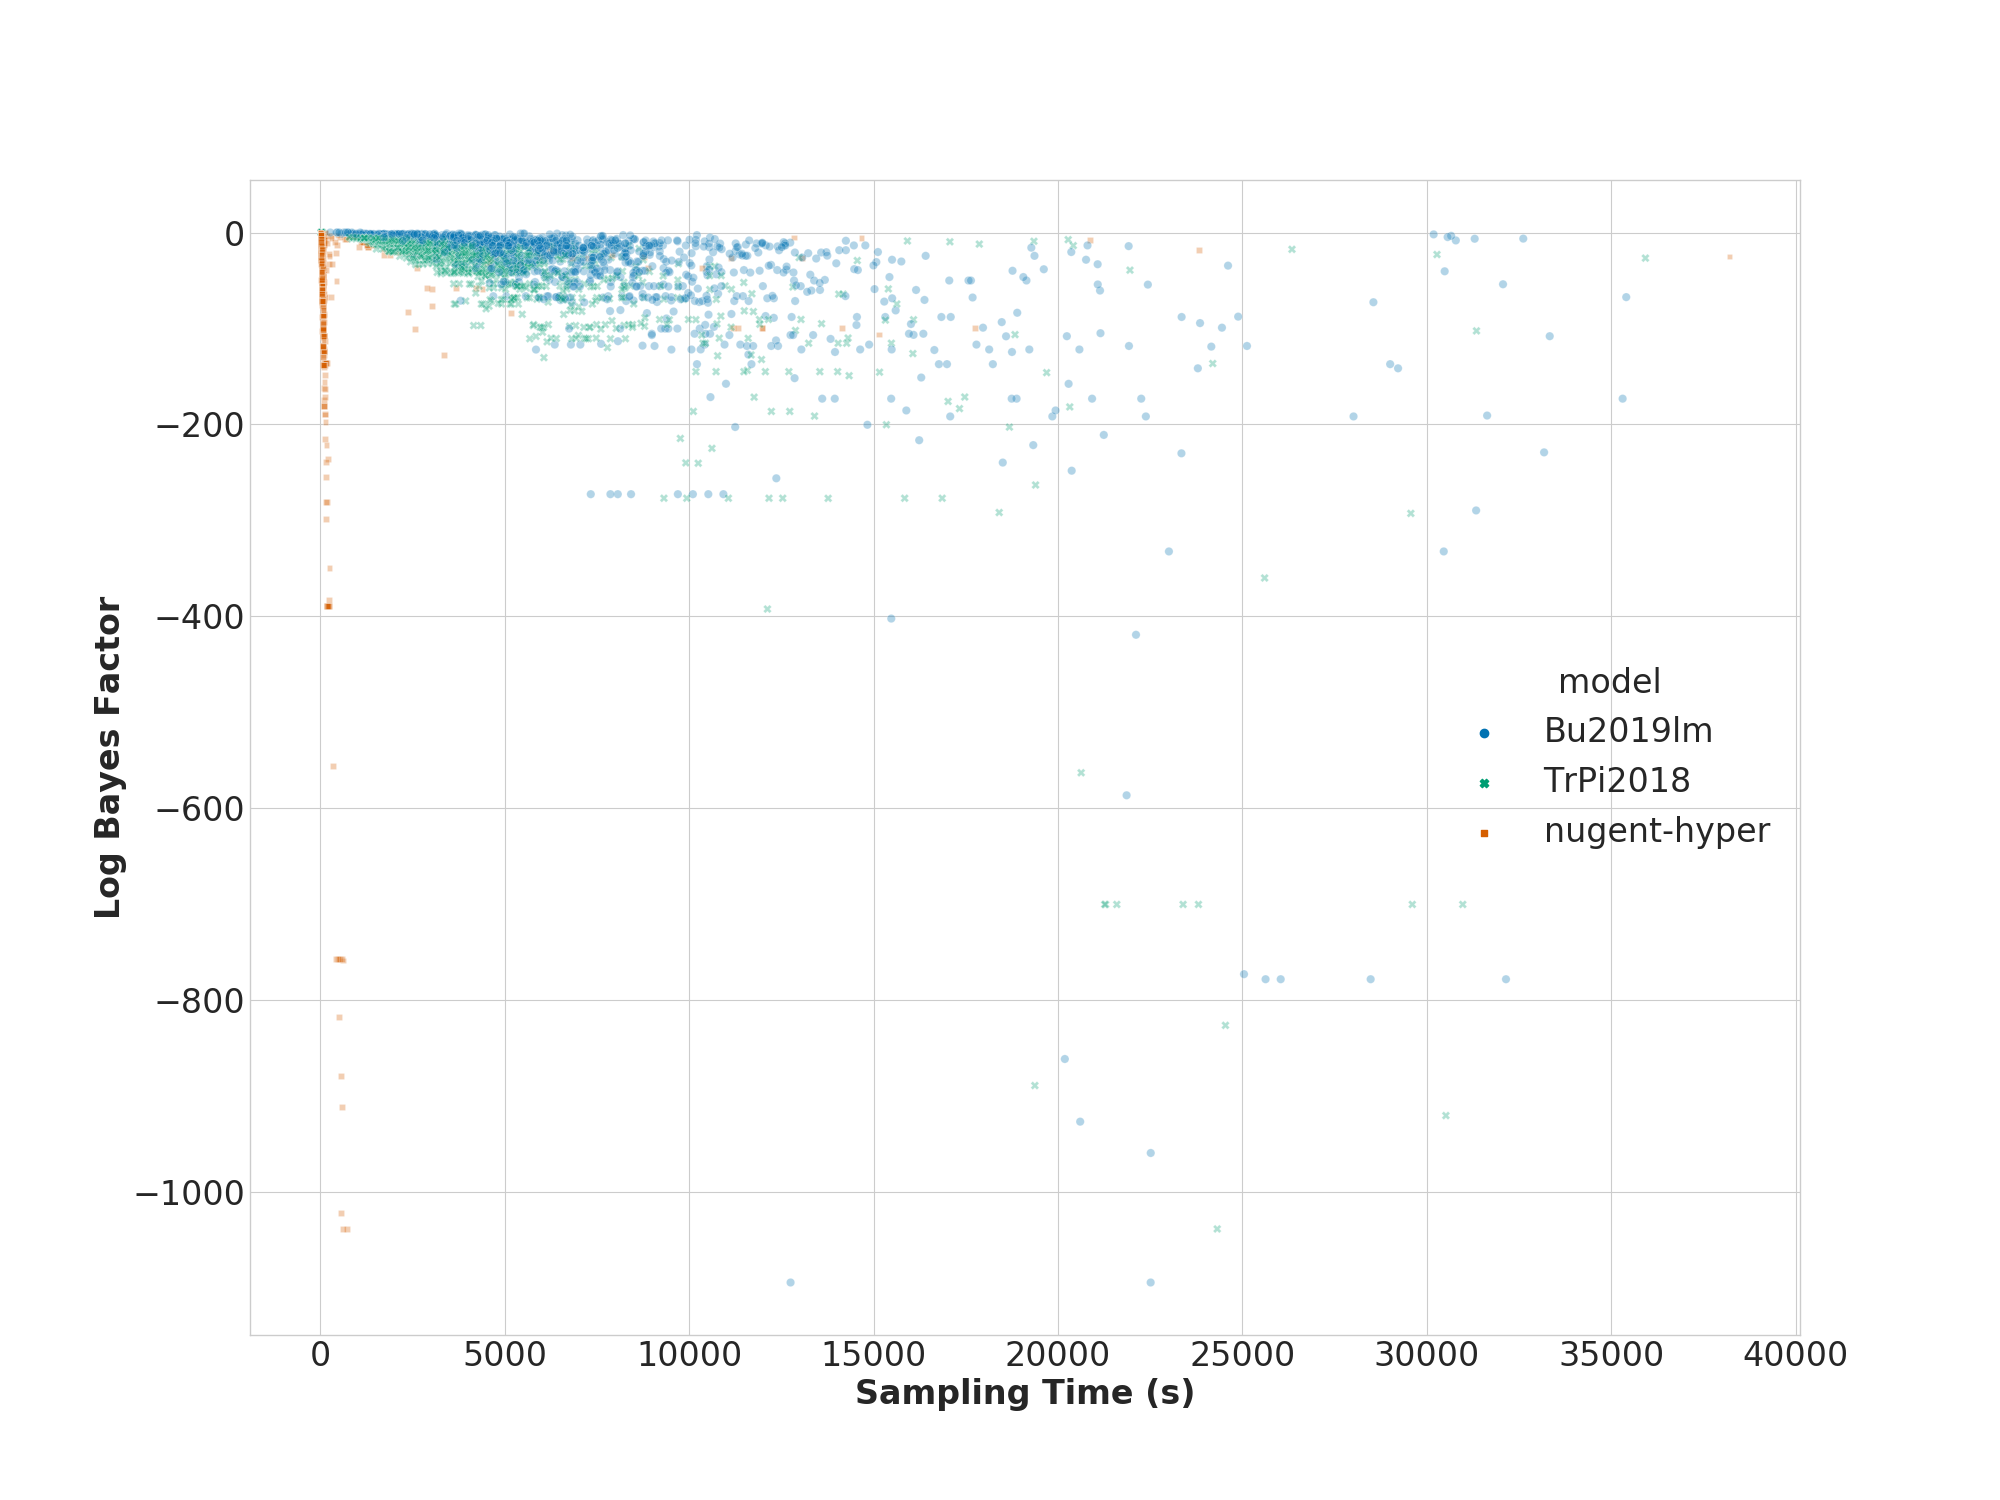 0
−200
−400
−600
−800
−1000
Log Bayes Factor
model
Bu2019lm
TrPi2018
nugent-hyper
0 5000 10000 15000 20000 25000 30000 35000 40000
Sampling Time (s)